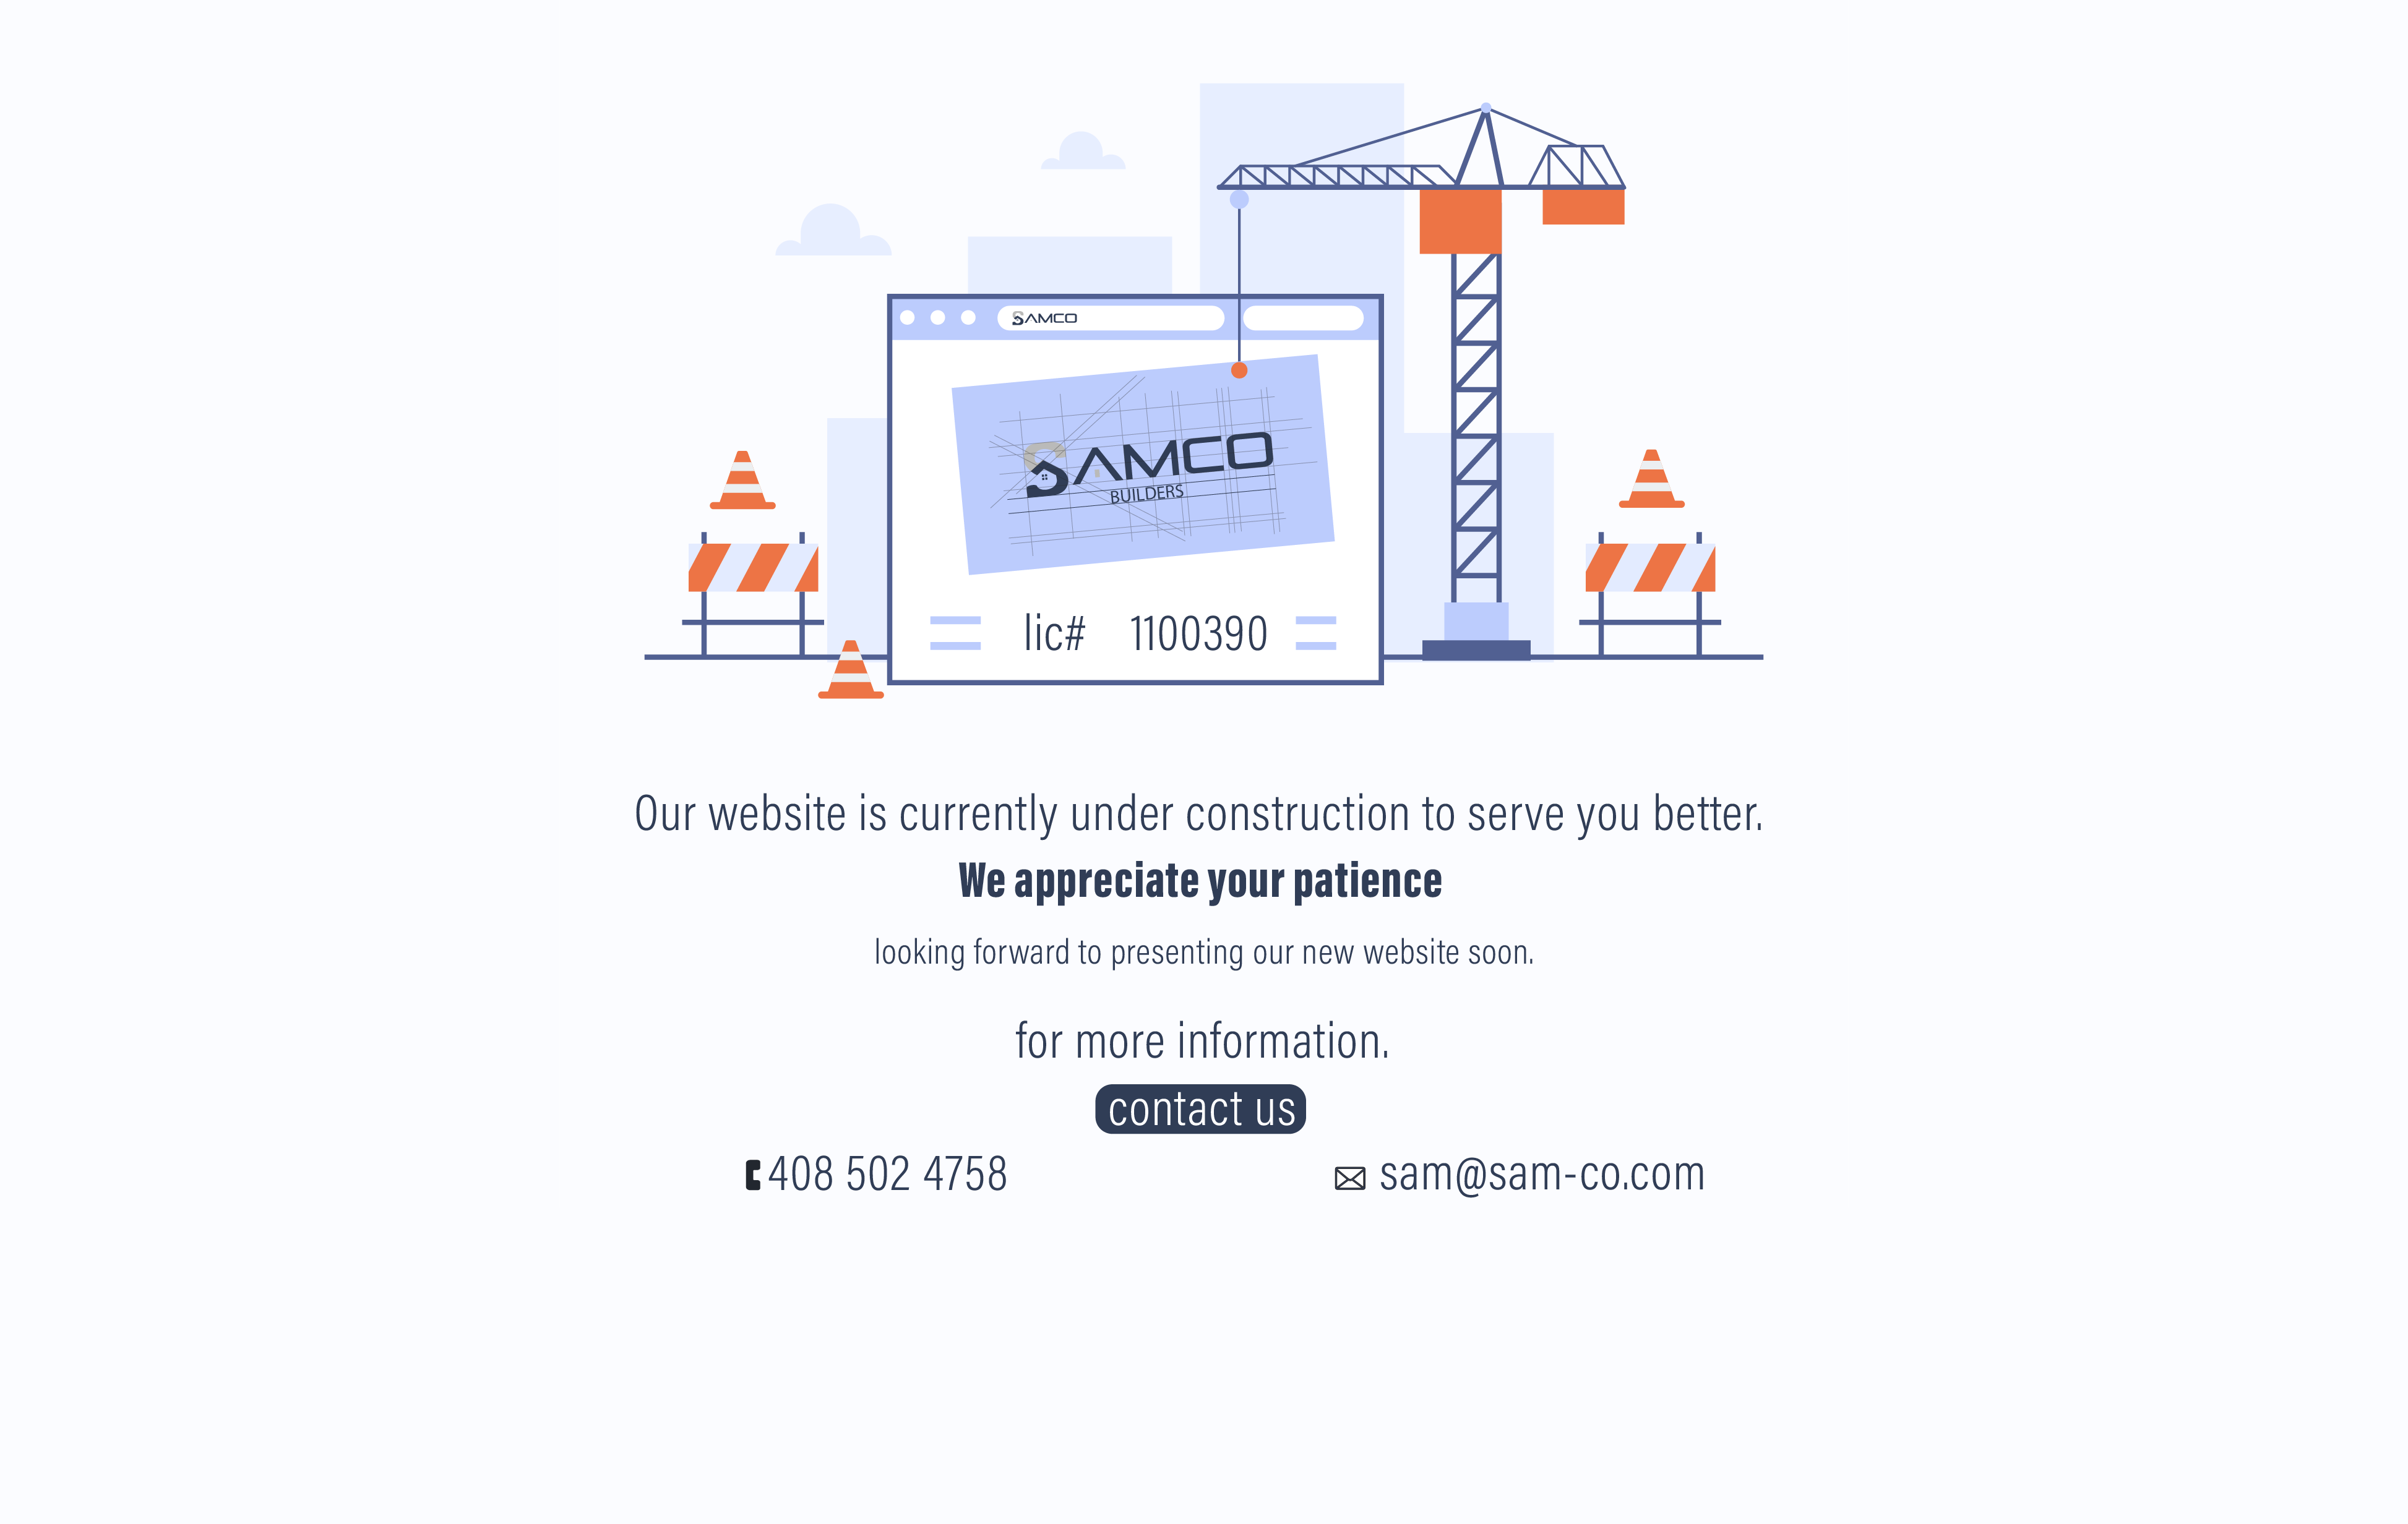 SAMCO
SAMCO
BUILDERS
lic# 1100390
Our website is currently under construction to serve you better.
We appreciate your patience
looking forward to presenting our new website soon.
for more information.
contact us
408 502 4758
sam@sam-co.com